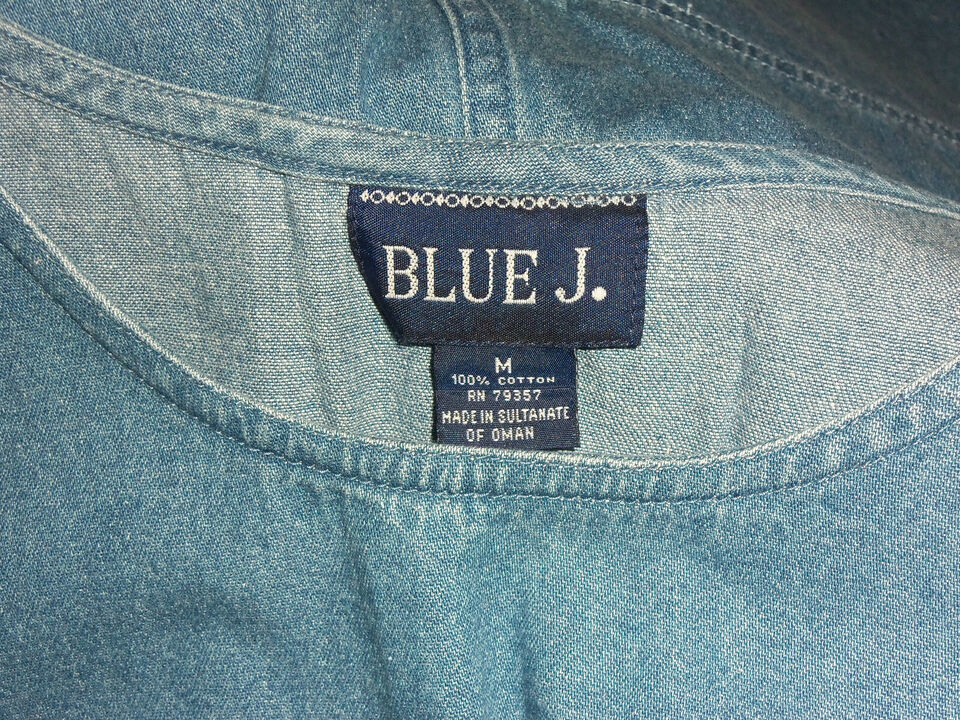 BLUE J.
M
100% COTTON
RN 79357
MADE IN SULTANATE
OF OMAN